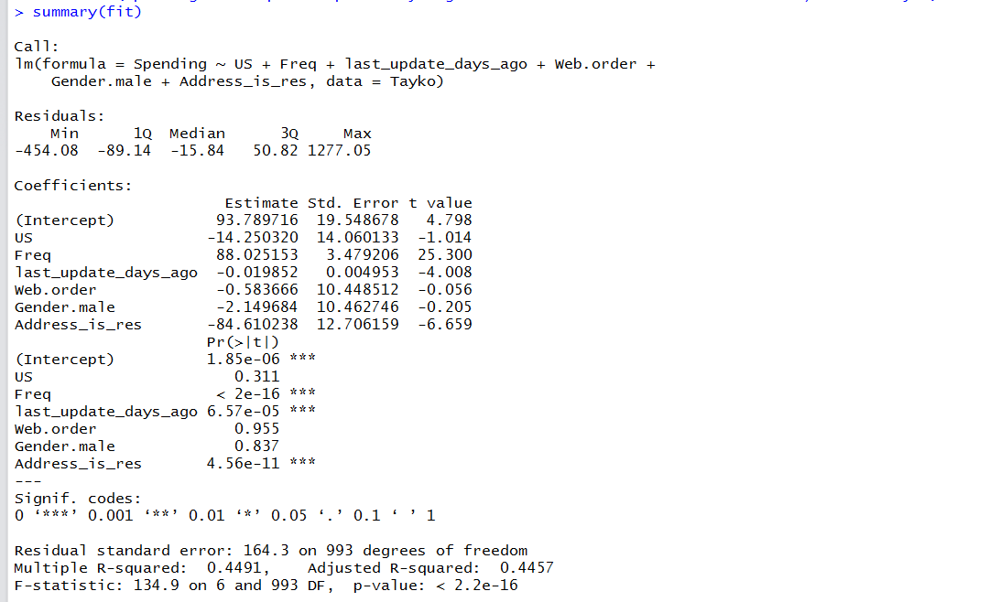 > summary(fit)
Call:
lm(formula = Spending ~ US + Freq + last_update_days_ago + Web.order +
    Gender.male + Address_is_res, data = Tayko)
Residuals:
    Min      1Q  Median      3Q     Max
-454.08  -89.14  -15.84   50.82 1277.05
Coefficients:
                       Estimate Std. Error t value
(Intercept)           93.789716  19.548678   4.798
US                   -14.250320  14.060133  -1.014
Freq                  88.025153   3.479206  25.300
last_update_days_ago  -0.019852   0.004953  -4.008
Web.order             -0.583666  10.448512  -0.056
Gender.male           -2.149684  10.462746  -0.205
Address_is_res       -84.610238  12.706159  -6.659
                     Pr(>|t|)
(Intercept)          1.85e-06 ***
US                      0.311
Freq                  < 2e-16 ***
last_update_days_ago 6.57e-05 ***
Web.order               0.955
Gender.male             0.837
Address_is_res       4.56e-11 ***
---
Signif. codes:
0 ‘***’ 0.001 ‘**’ 0.01 ‘*’ 0.05 ‘.’ 0.1 ‘ ’ 1
Residual standard error: 164.3 on 993 degrees of freedom
Multiple R-squared:  0.4491,	Adjusted R-squared:  0.4457
F-statistic: 134.9 on 6 and 993 DF,  p-value: < 2.2e-16